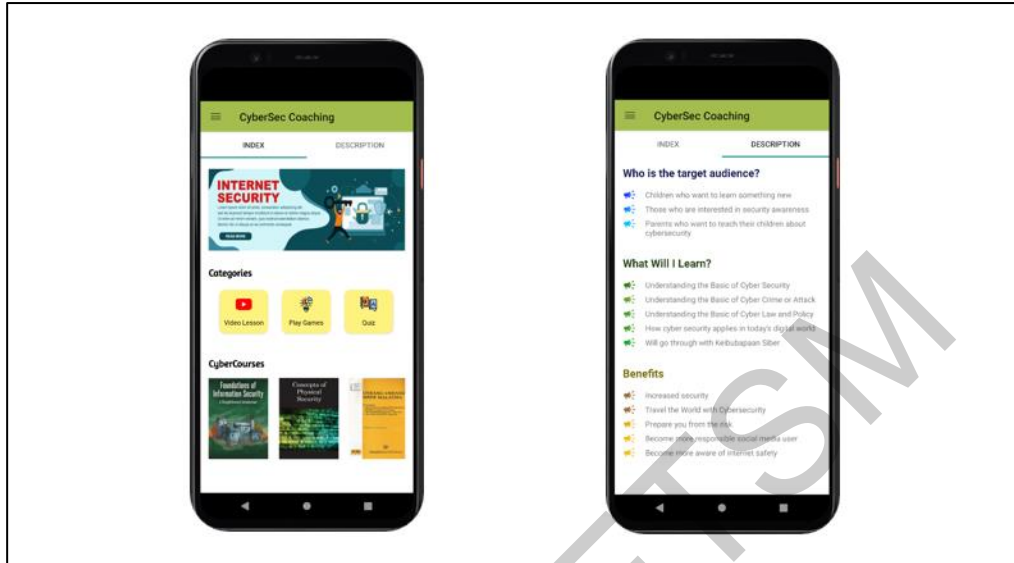 CyberSec Coaching
INDEX
DESCRIPTION
INTERNET
SECURITY
READ MORE
Categories
Video Lesson
Play Games
Quiz
CyberCourses
Foundations of
Information Security
Concepts of
Physical
Security
CyberSec Coaching
INDEX
DESCRIPTION
Who is the target audience?
Children who want to learn something new
Those who are interested in security awareness
Parents who want to teach their children about
cybersecurity
What Will I Learn?
Understanding the Basic of Cyber Security
Understanding the Basic of Cyber Crime or Attack
Understanding the Basic of Cyber Law and Policy
How cyber security applies in today's digital world
Will go through with Keibubapaan Siber
Benefits
Increased security
Travel the World with Cybersecurity
Prepare you from the risk
Become more responsible social media user
Become more aware of internet safety
TSM